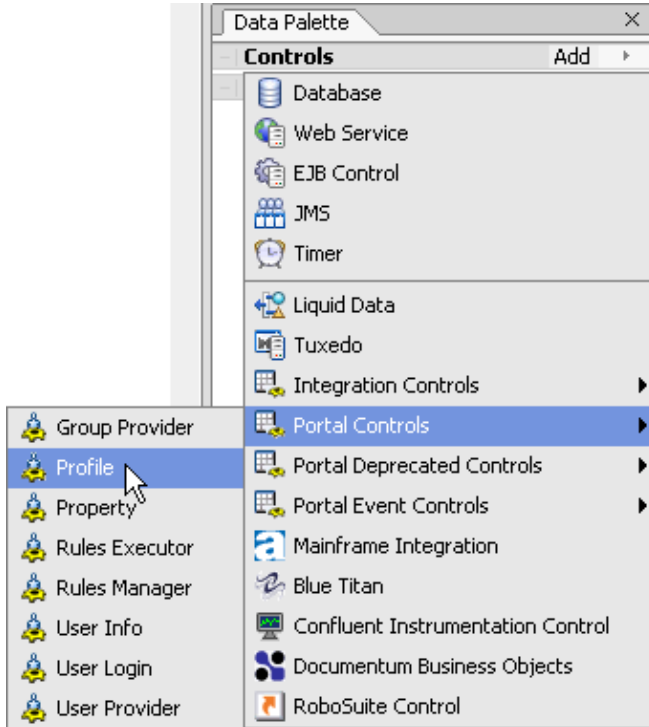 Data Palette
Controls Add
Database
Web Service
EJB Control
JMS
Timer
Liquid Data
Tuxedo
Integration Controls
Portal Controls
Portal Deprecated Controls
Portal Event Controls
Mainframe Integration
Blue Titan
Confluent Instrumentation Control
Documentum Business Objects
RoboSuite Control
Group Provider
Profile
Property
Rules Executor
Rules Manager
User Info
User Login
User Provider